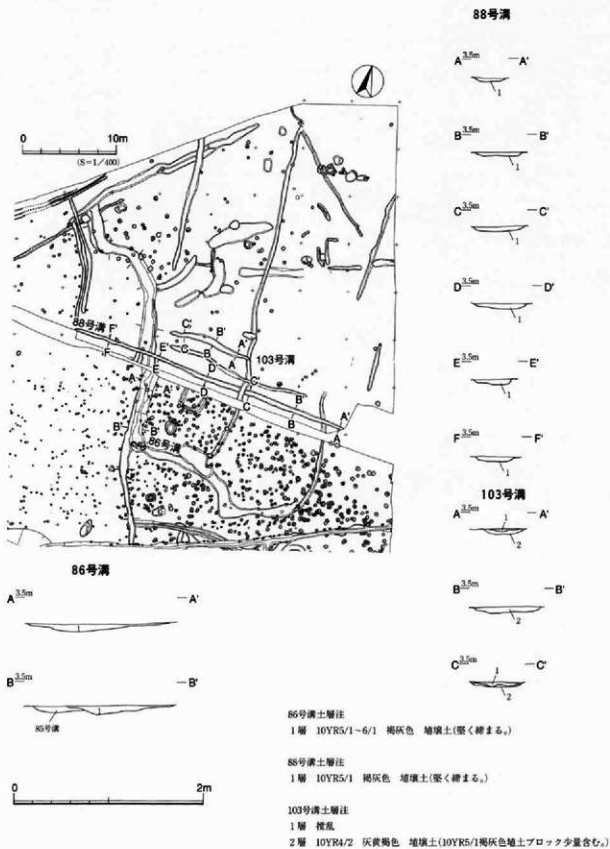 88号溝
A 3.5m — A'
1
B 3.5m — B'
1
C 3.5m — C'
1
D 3.5m — D'
1
E 3.5m — E'
1
F 3.5m — F'
1
103号溝
A 3.5m — A'
1
2
B 3.5m — B'
2
C 3.5m — C'
1
2
0 10m
(S=1/400)
88号溝
F'
F
E'
E
C'
C
B'
B
A'
A
D'
D
103号溝
C'
C
B'
B
A'
A
A'
A
B'
B
86号溝
86号溝
A 3.5m — A'
1
B 3.5m — B'
85号溝
1
0 2m
86号溝土層注
1層 10YR5/1~6/1 褐灰色 埴壌土(堅く締まる。)
88号溝土層注
1層 10YR5/1 褐灰色 埴壌土(堅く締まる。)
103号溝土層注
1層 攪乱
2層 10YR4/2 灰黄褐色 埴壌土(10YR5/1褐灰色埴土ブロック少量含む。)